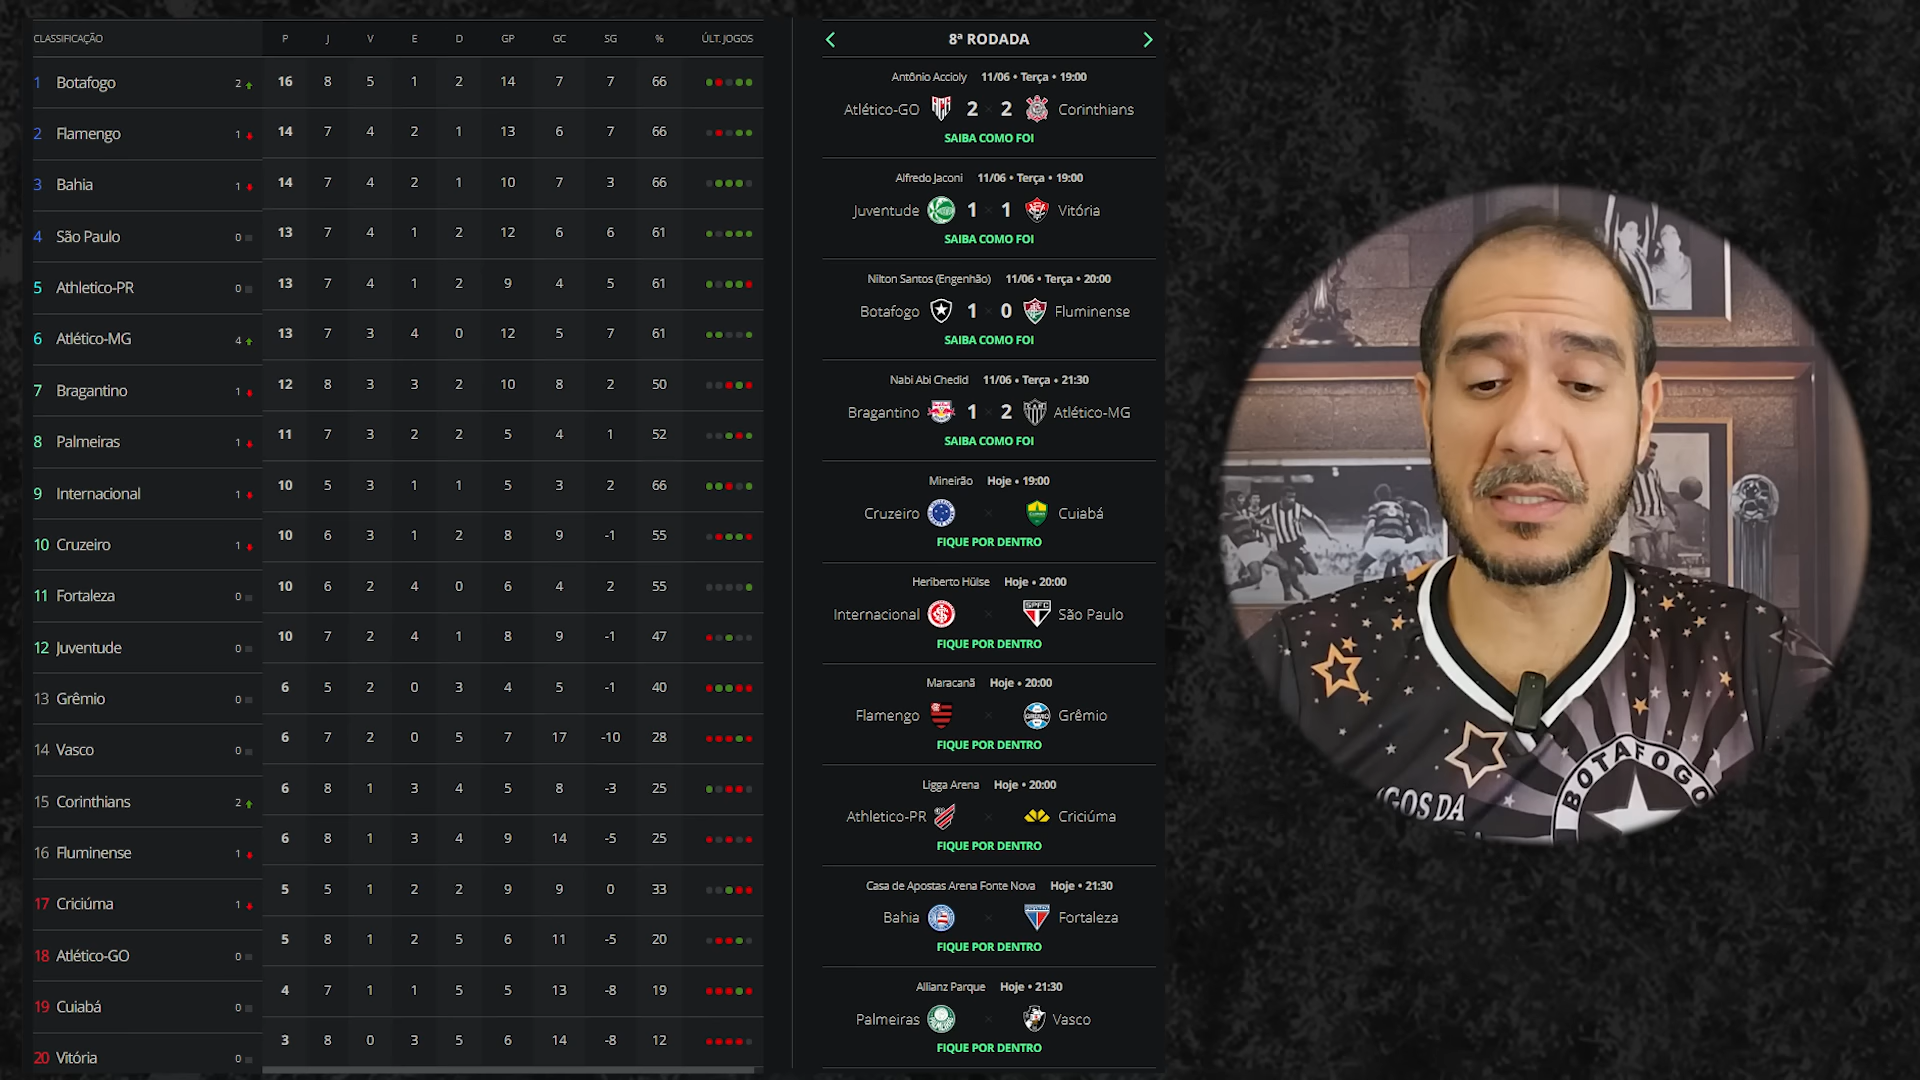 CLASSIFICAÇÃO P J V E D GP GC SG % ÚLT. JOGOS
1 Botafogo 2 16 8 5 1 2 14 7 7 66
2 Flamengo 1 14 7 4 2 1 13 6 7 66
3 Bahia 1 14 7 4 2 1 10 7 3 66
4 São Paulo 0 13 7 4 1 2 12 6 6 61
5 Athletico-PR 0 13 7 4 1 2 9 4 5 61
6 Atlético-MG 4 13 7 3 4 0 12 5 7 61
7 Bragantino 1 12 8 3 3 2 10 8 2 50
8 Palmeiras 1 11 7 3 2 2 5 4 1 52
9 Internacional 1 10 5 3 1 1 5 3 2 66
10 Cruzeiro 1 10 6 3 1 2 8 9 -1 55
11 Fortaleza 0 10 6 2 4 0 6 4 2 55
12 Juventude 0 10 7 2 4 1 8 9 -1 47
13 Grêmio 0 6 5 2 0 3 4 5 -1 40
14 Vasco 0 6 7 2 0 5 7 17 -10 28
15 Corinthians 2 6 8 1 3 4 5 8 -3 25
16 Fluminense 1 6 8 1 3 4 9 14 -5 25
17 Criciúma 1 5 5 1 2 2 9 9 0 33
18 Atlético-GO 0 5 8 1 2 5 6 11 -5 20
19 Cuiabá 0 4 7 1 1 5 5 13 -8 19
20 Vitória 0 3 8 0 3 5 6 14 -8 12
8ª RODADA
Antônio Accioly 11/06 • Terça • 19:00
Atlético-GO 2 × 2 Corinthians
SAIBA COMO FOI
Alfredo Jaconi 11/06 • Terça • 19:00
Juventude 1 × 1 Vitória
SAIBA COMO FOI
Nilton Santos (Engenhão) 11/06 • Terça • 20:00
Botafogo 1 × 0 Fluminense
SAIBA COMO FOI
Nabi Abi Chedid 11/06 • Terça • 21:30
Bragantino 1 × 2 Atlético-MG
SAIBA COMO FOI
Mineirão Hoje • 19:00
Cruzeiro × Cuiabá
FIQUE POR DENTRO
Heriberto Hülse Hoje • 20:00
Internacional × SPFC São Paulo
FIQUE POR DENTRO
Maracanã Hoje • 20:00
Flamengo × Grêmio
FIQUE POR DENTRO
Ligga Arena Hoje • 20:00
Athletico-PR × Criciúma
FIQUE POR DENTRO
Casa de Apostas Arena Fonte Nova Hoje • 21:30
Bahia × Fortaleza
FIQUE POR DENTRO
Allianz Parque Hoje • 21:30
Palmeiras × Vasco
FIQUE POR DENTRO
BOTAFOGO
GOS DA